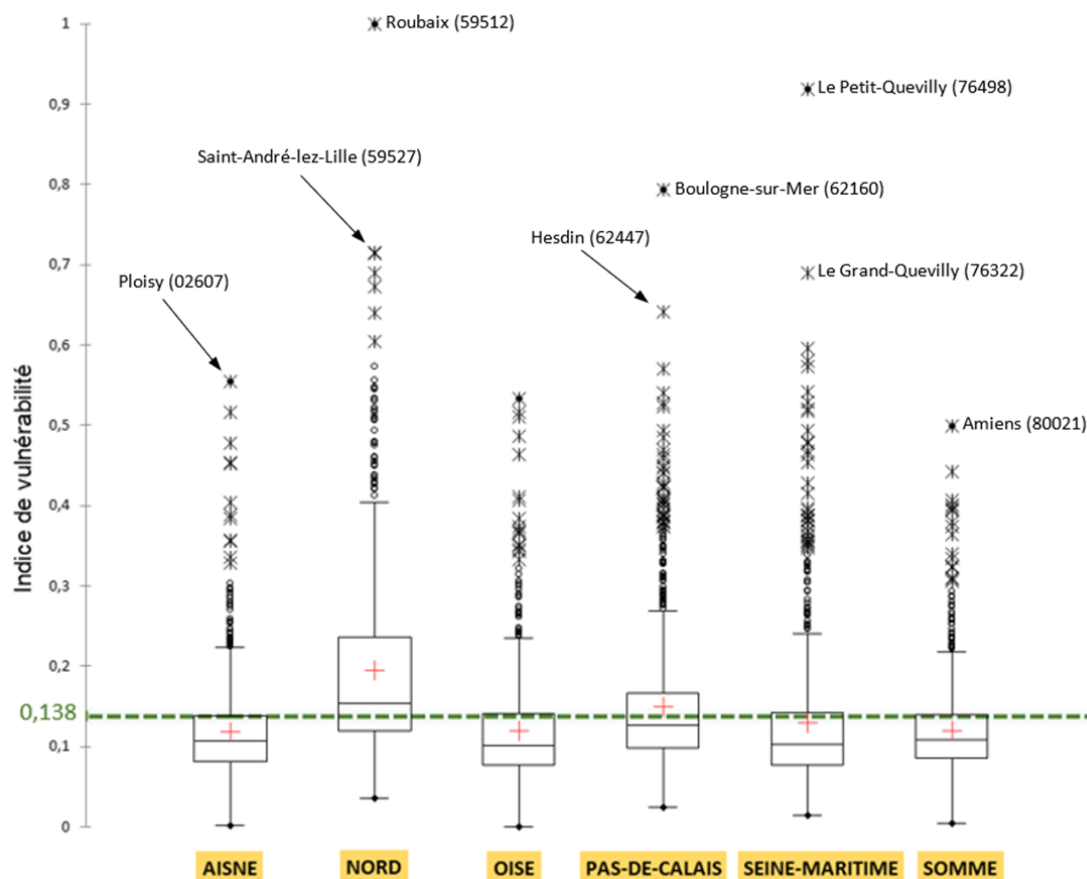 1
Roubaix (59512)
0,9
Le Petit-Quevilly (76498)
Saint-André-lez-Lille (59527)
0,8
Boulogne-sur-Mer (62160)
Hesdin (62447)
0,7
Le Grand-Quevilly (76322)
Ploisy (02607)
0,6
0,5
Amiens (80021)
0,4
0,3
0,2
0,138
0,1
0
Indice de vulnérabilité
AISNE NORD OISE PAS-DE-CALAIS SEINE-MARITIME SOMME